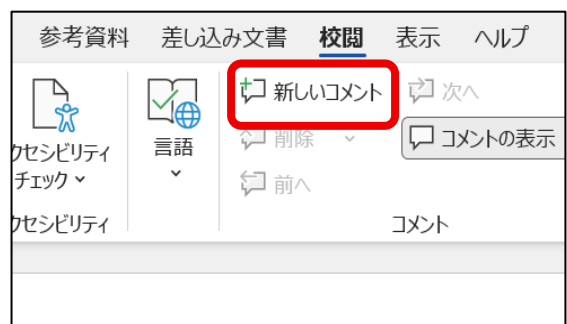 参考資料 差し込み文書 校閲 表示 ヘルプ
新しいコメント 次へ
クセシビリティ
チェック
言語
削除 コメントの表示
前へ
クセシビリティ コメント